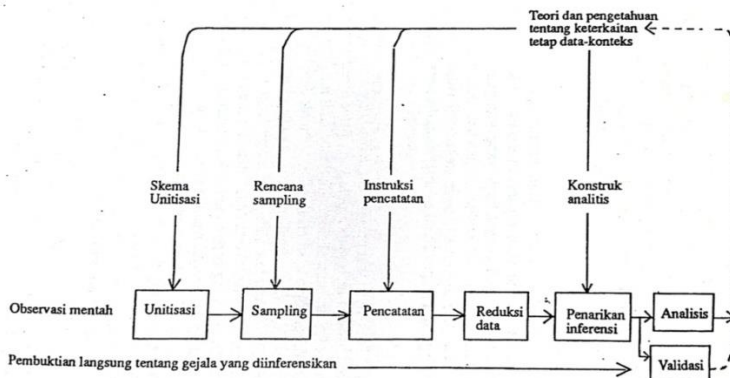 Teori dan pengetahuan
tentang keterkaitan
tetap data-konteks
Skema
Unitisasi
Rencana
sampling
Instruksi
pencatatan
Konstruk
analitis
Observasi mentah
Unitisasi
Sampling
Pencatatan
Reduksi
data
Penarikan
inferensi
Analisis
Pembuktian langsung tentang gejala yang diinferensikan
Validasi